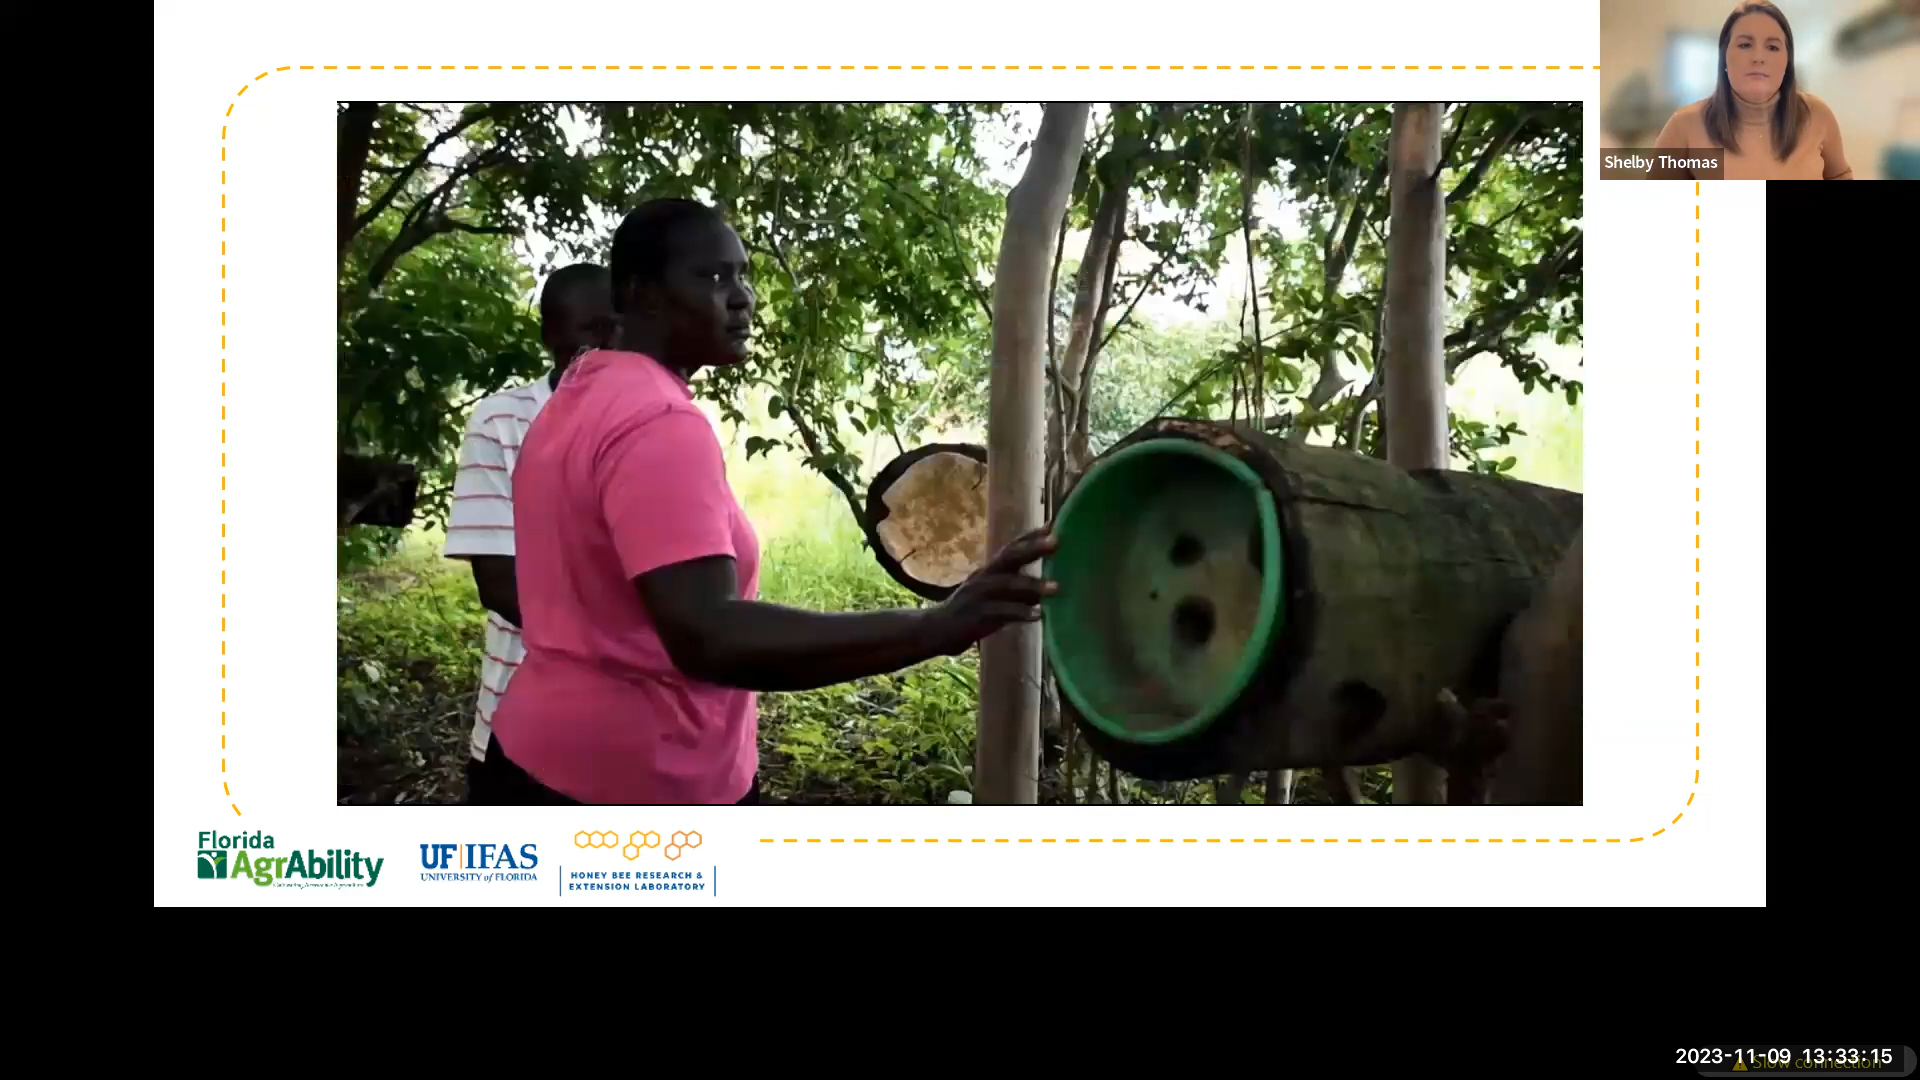 Shelby Thomas
Florida
AgrAbility
UF|IFAS
UNIVERSITY of FLORIDA
HONEY BEE RESEARCH &
EXTENSION LABORATORY
2023-11-09 13:33:15
Slow connection